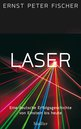 ERNST PETER FISCHER
LASER
Eine deutsche Erfolgsgeschichte
von Einstein bis heute
Siedler